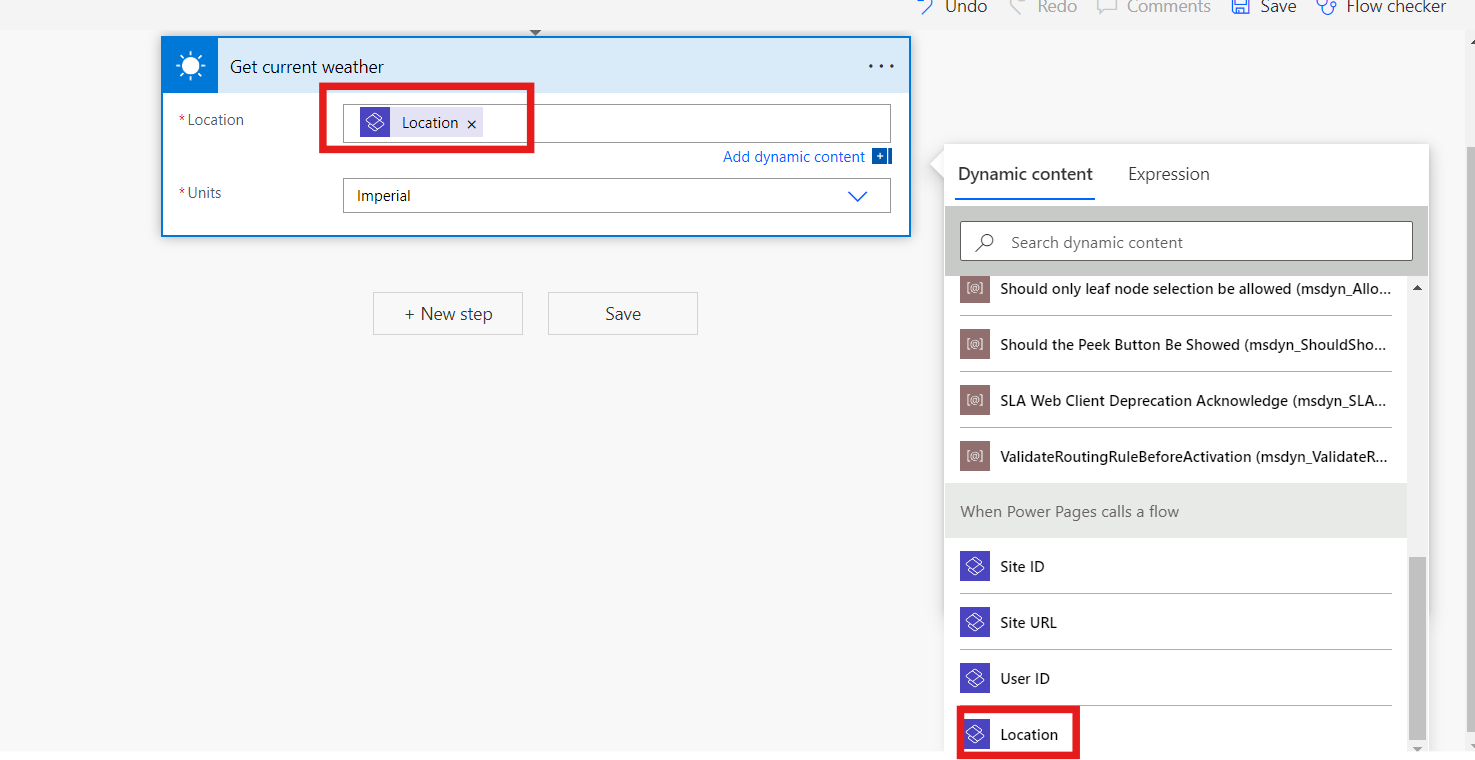 Undo Redo Comments Save Flow checker
Get current weather
* Location
Location ×
Add dynamic content
* Units
Imperial
+ New step
Save
Dynamic content Expression
Search dynamic content
[@] Should only leaf node selection be allowed (msdyn_Allo...
[@] Should the Peek Button Be Showed (msdyn_ShouldSho...
[@] SLA Web Client Deprecation Acknowledge (msdyn_SLA...
[@] ValidateRoutingRuleBeforeActivation (msdyn_ValidateR...
When Power Pages calls a flow
Site ID
Site URL
User ID
Location